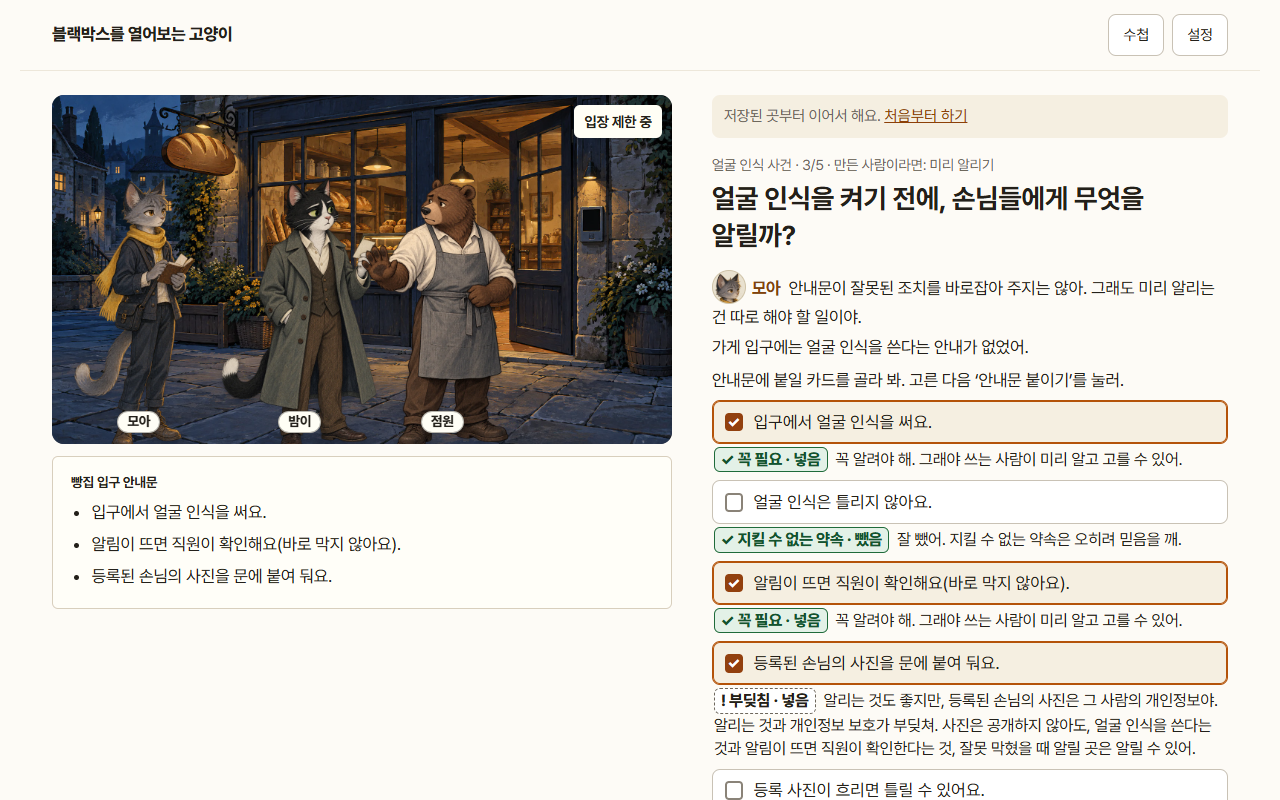 블랙박스를 열어보는 고양이
수첩
설정
입장 제한 중
모아
밤이
점원
빵집 입구 안내문
• 입구에서 얼굴 인식을 써요.
• 알림이 뜨면 직원이 확인해요(바로 막지 않아요).
• 등록된 손님의 사진을 문에 붙여 둬요.
저장된 곳부터 이어서 해요. 처음부터 하기
얼굴 인식 사건 · 3/5 · 만든 사람이라면: 미리 알리기
얼굴 인식을 켜기 전에, 손님들에게 무엇을
알릴까?
모아 안내문이 잘못된 조치를 바로잡아 주지는 않아. 그래도 미리 알리는
건 따로 해야 할 일이야.
가게 입구에는 얼굴 인식을 쓴다는 안내가 없었어.
안내문에 붙일 카드를 골라 봐. 고른 다음 ‘안내문 붙이기’를 눌러.
입구에서 얼굴 인식을 써요.
✓ 꼭 필요 · 넣음 꼭 알려야 해. 그래야 쓰는 사람이 미리 알고 고를 수 있어.
얼굴 인식은 틀리지 않아요.
✓ 지킬 수 없는 약속 · 뺐음 잘 뺐어. 지킬 수 없는 약속은 오히려 믿음을 깨.
알림이 뜨면 직원이 확인해요(바로 막지 않아요).
✓ 꼭 필요 · 넣음 꼭 알려야 해. 그래야 쓰는 사람이 미리 알고 고를 수 있어.
등록된 손님의 사진을 문에 붙여 둬요.
! 부딪침 · 넣음 알리는 것도 좋지만, 등록된 손님의 사진은 그 사람의 개인정보야.
알리는 것과 개인정보 보호가 부딪쳐. 사진은 공개하지 않아도, 얼굴 인식을 쓴다는
것과 알림이 뜨면 직원이 확인한다는 것, 잘못 막혔을 때 알릴 곳은 알릴 수 있어.
등록 사진이 흐리면 틀릴 수 있어요.